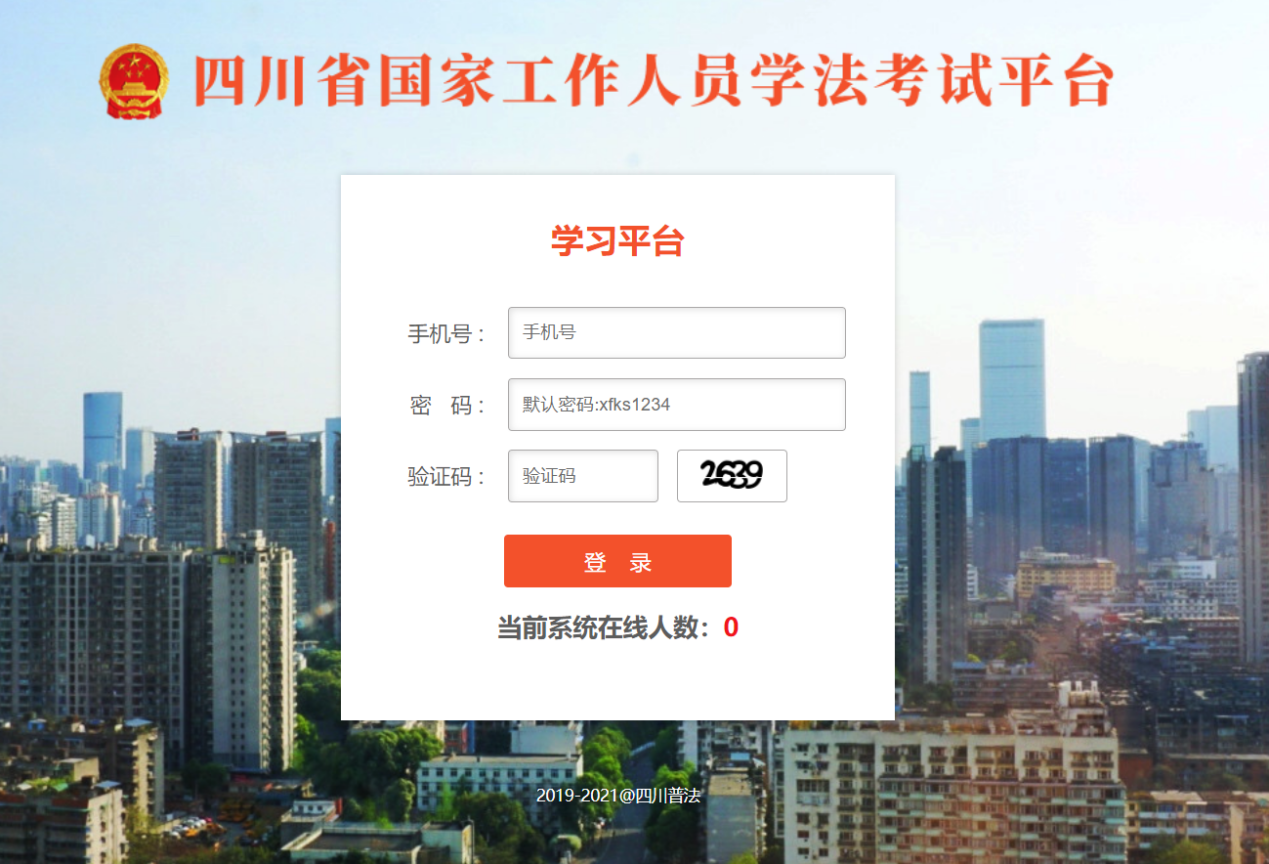 四川省国家工作人员学法考试平台
学习平台
手机号： 手机号
密 码： 默认密码:xfks1234
验证码： 验证码 2639
登 录
当前系统在线人数：0
2019-2021@四川普法